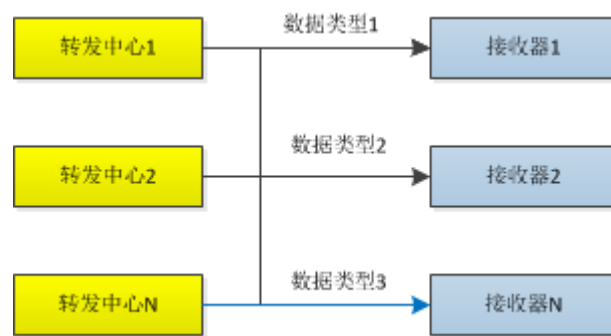 转发中心1
数据类型1
接收器1
转发中心2
数据类型2
接收器2
转发中心N
数据类型3
接收器N